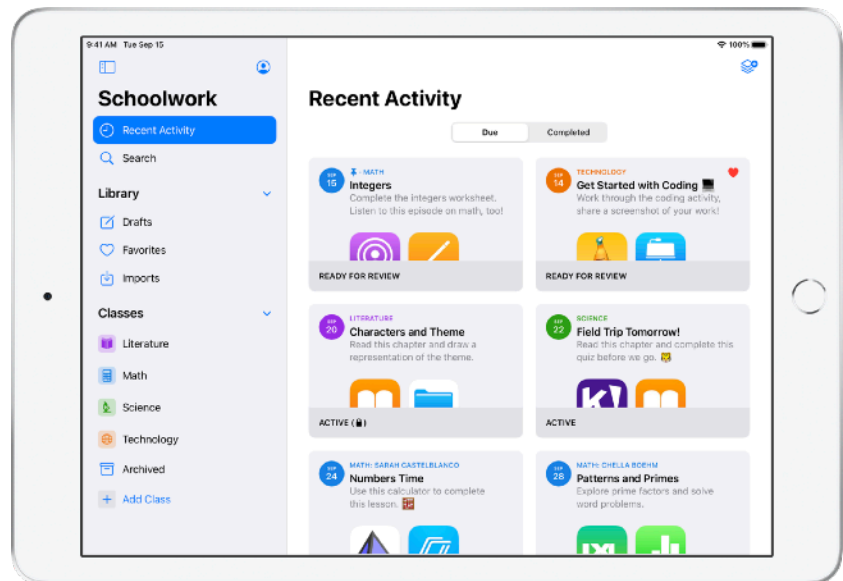 9:41 AM Tue Sep 15
100%
Schoolwork
Recent Activity
Search
Library
Drafts
Favorites
Imports
Classes
Literature
Math
Science
Technology
Archived
Add Class
Recent Activity
Due
Completed
SEP
15
- MATH
Integers
Complete the integers worksheet.
Listen to this episode on math, too!
READY FOR REVIEW
SEP
14
TECHNOLOGY
Get Started with Coding
Work through the coding activity,
share a screenshot of your work!
READY FOR REVIEW
SEP
20
LITERATURE
Characters and Theme
Read this chapter and draw a
representation of the theme.
ACTIVE ( )
SEP
22
SCIENCE
Field Trip Tomorrow!
Read this chapter and complete this
quiz before we go.
K!
ACTIVE
SEP
24
MATH: SARAH CASTELBLANCO
Numbers Time
Use this calculator to complete
this lesson.
SEP
28
MATH: CHELLA BOEHM
Patterns and Primes
Explore prime factors and solve
word problems.
IXL